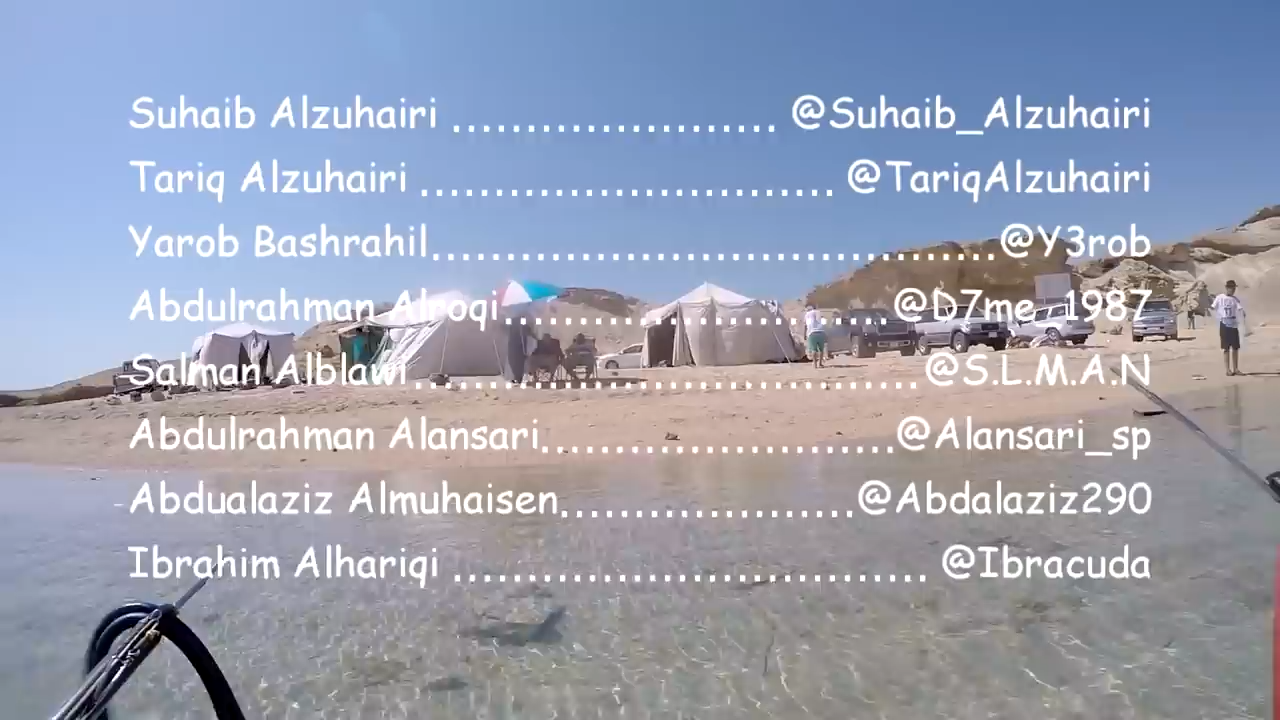 Suhaib Alzuhairi ...................... @Suhaib_Alzuhairi
Tariq Alzuhairi ............................ @TariqAlzuhairi
Yarob Bashrahil.......................................@Y3rob
Abdulrahman Alroqi..........................@D7me_1987
Salman Alblawi...................................@S.L.M.A.N
Abdulrahman Alansari........................@Alansari_sp
-Abdualaziz Almuhaisen....................@Abdalaziz290
Ibrahim Alhariqi ................................ @Ibracuda